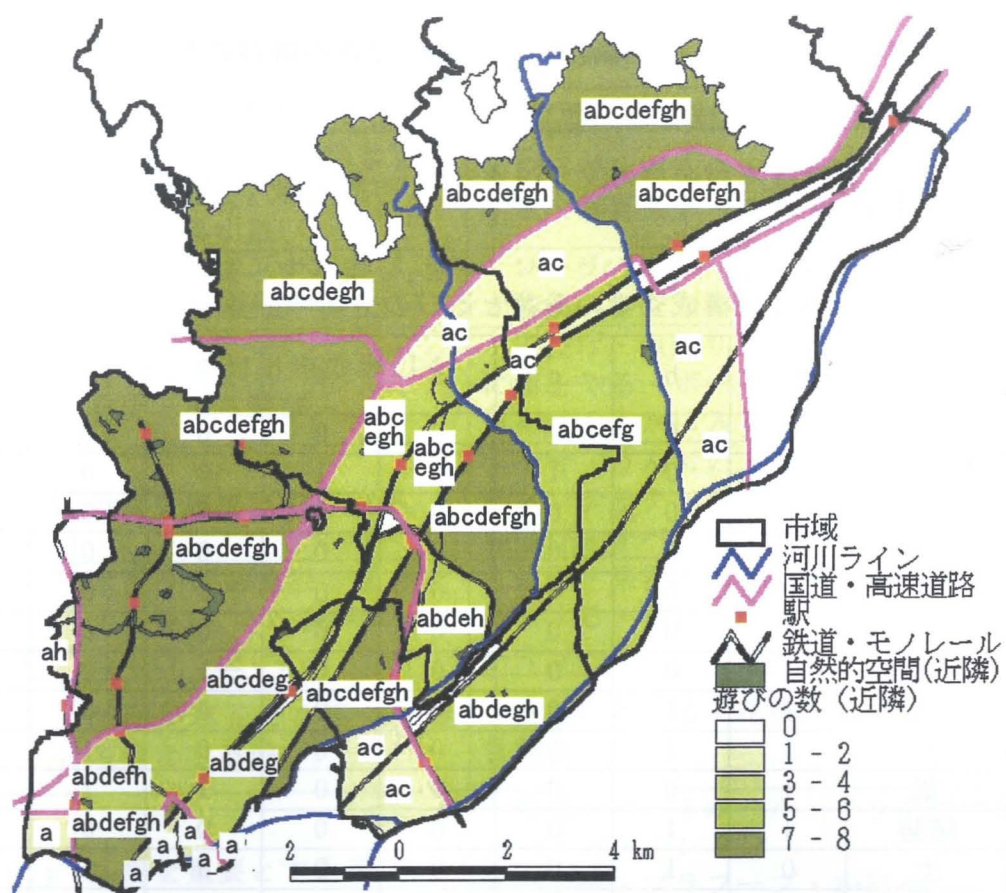 abcdefgh
abcdefgh
abcdefgh
ac
abcdegh
ac
ac
abc
egh
abcdefgh
abcefg
abc
egh
ac
abcdefgh
abcdefgh
abdeh
ah
abcdeg
abcdefgh
abdegh
ac
abdefh
abdeg
ac
abdefgh
a
a
a
a
a
a
市域
河川ライン
国道・高速道路
駅
鉄道・モノレール
自然的空間(近隣)
遊びの数(近隣)
0
1 - 2
3 - 4
5 - 6
7 - 8
2 0 2 4 km